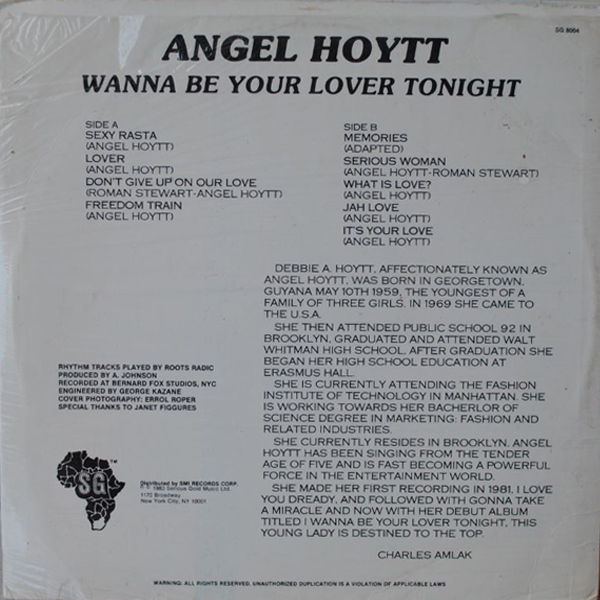 SG 8004
ANGEL HOYTT
WANNA BE YOUR LOVER TONIGHT
SIDE A
SEXY RASTA
(ANGEL HOYTT)
LOVER
(ANGEL HOYTT)
DON'T GIVE UP ON OUR LOVE
(ROMAN STEWART-ANGEL HOYTT)
FREEDOM TRAIN
(ANGEL HOYTT)
SIDE B
MEMORIES
(ADAPTED)
SERIOUS WOMAN
(ANGEL HOYTT-ROMAN STEWART)
WHAT IS LOVE?
(ANGEL HOYTT)
JAH LOVE
(ANGEL HOYTT)
IT'S YOUR LOVE
(ANGEL HOYTT)
DEBBIE A. HOYTT, AFFECTIONATELY KNOWN AS
ANGEL HOYTT, WAS BORN IN GEORGETOWN,
GUYANA MAY 10TH 1959, THE YOUNGEST OF A
FAMILY OF THREE GIRLS. IN 1969 SHE CAME TO
THE U.S.A.
SHE THEN ATTENDED PUBLIC SCHOOL 92 IN
BROOKLYN, GRADUATED AND ATTENDED WALT
WHITMAN HIGH SCHOOL. AFTER GRADUATION SHE
BEGAN HER HIGH SCHOOL EDUCATION AT
ERASMUS HALL.
SHE IS CURRENTLY ATTENDING THE FASHION
INSTITUTE OF TECHNOLOGY IN MANHATTAN. SHE
IS WORKING TOWARDS HER BACHERLOR OF
SCIENCE DEGREE IN MARKETING: FASHION AND
RELATED INDUSTRIES.
SHE CURRENTLY RESIDES IN BROOKLYN. ANGEL
HOYTT HAS BEEN SINGING FROM THE TENDER
AGE OF FIVE AND IS FAST BECOMING A POWERFUL
FORCE IN THE ENTERTAINMENT WORLD.
SHE MADE HER FIRST RECORDING IN 1981, I LOVE
YOU DREADY, AND FOLLOWED WITH GONNA TAKE
A MIRACLE AND NOW WITH HER DEBUT ALBUM
TITLED I WANNA BE YOUR LOVER TONIGHT, THIS
YOUNG LADY IS DESTINED TO THE TOP.
CHARLES AMLAK
RHYTHM TRACKS PLAYED BY ROOTS RADIC
PRODUCED BY A. JOHNSON
RECORDED AT BERNARD FOX STUDIOS, NYC
ENGINEERED BY GEORGE KAZANE
COVER PHOTOGRAPHY: ERROL ROPER
SPECIAL THANKS TO JANET FIGGURES
SG TM
Distributed by SMI RECORDS CORP.
℗ © 1983 Serious Gold Music Ltd.
1170 Broadway
New York City, NY 10001
WARNING: ALL RIGHTS RESERVED. UNAUTHORIZED DUPLICATION IS A VIOLATION OF APPLICABLE LAWS